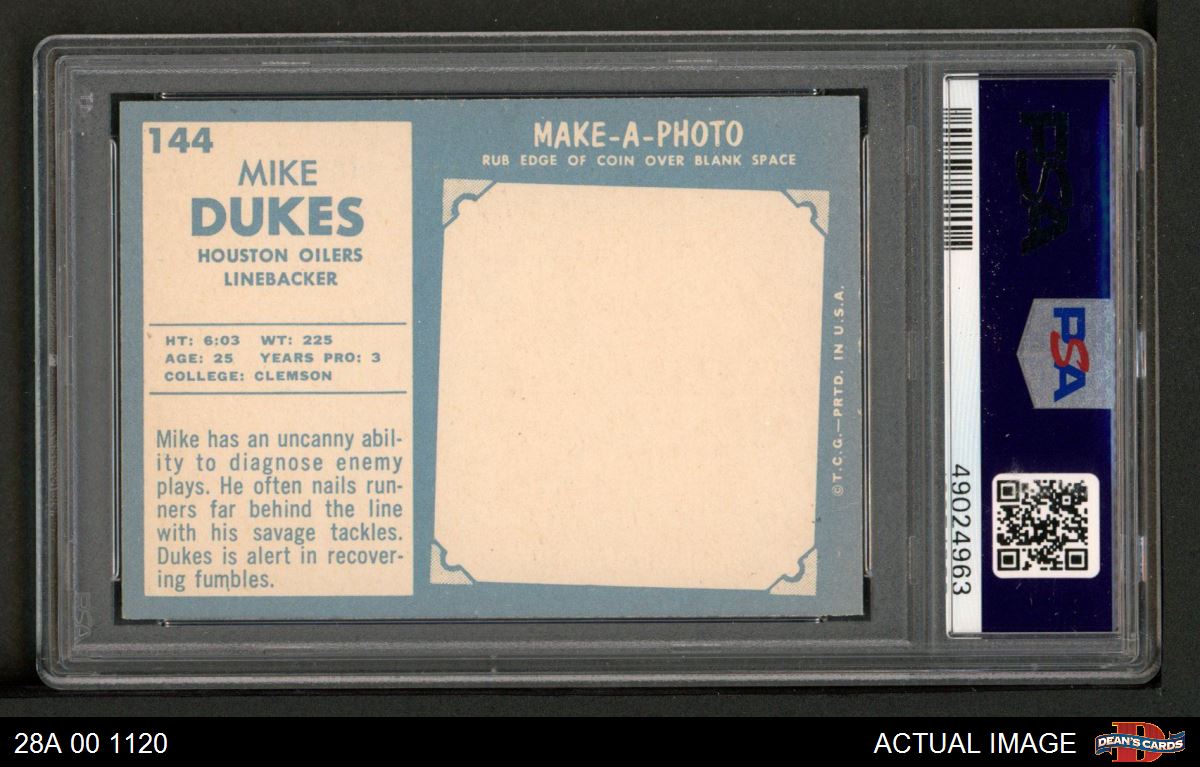 144
MIKE
DUKES
HOUSTON OILERS
LINEBACKER
HT: 6:03 WT: 225
AGE: 25 YEARS PRO: 3
COLLEGE: CLEMSON
Mike has an uncanny abil-
ity to diagnose enemy
plays. He often nails run-
ners far behind the line
with his savage tackles.
Dukes is alert in recover-
ing fumbles.
MAKE-A-PHOTO
RUB EDGE OF COIN OVER BLANK SPACE
©T.C.G.—PRTD. IN U.S.A.
PSA
PSA
49024963
PSA
28A 00 1120
ACTUAL IMAGE
D
DEAN'S CARDS